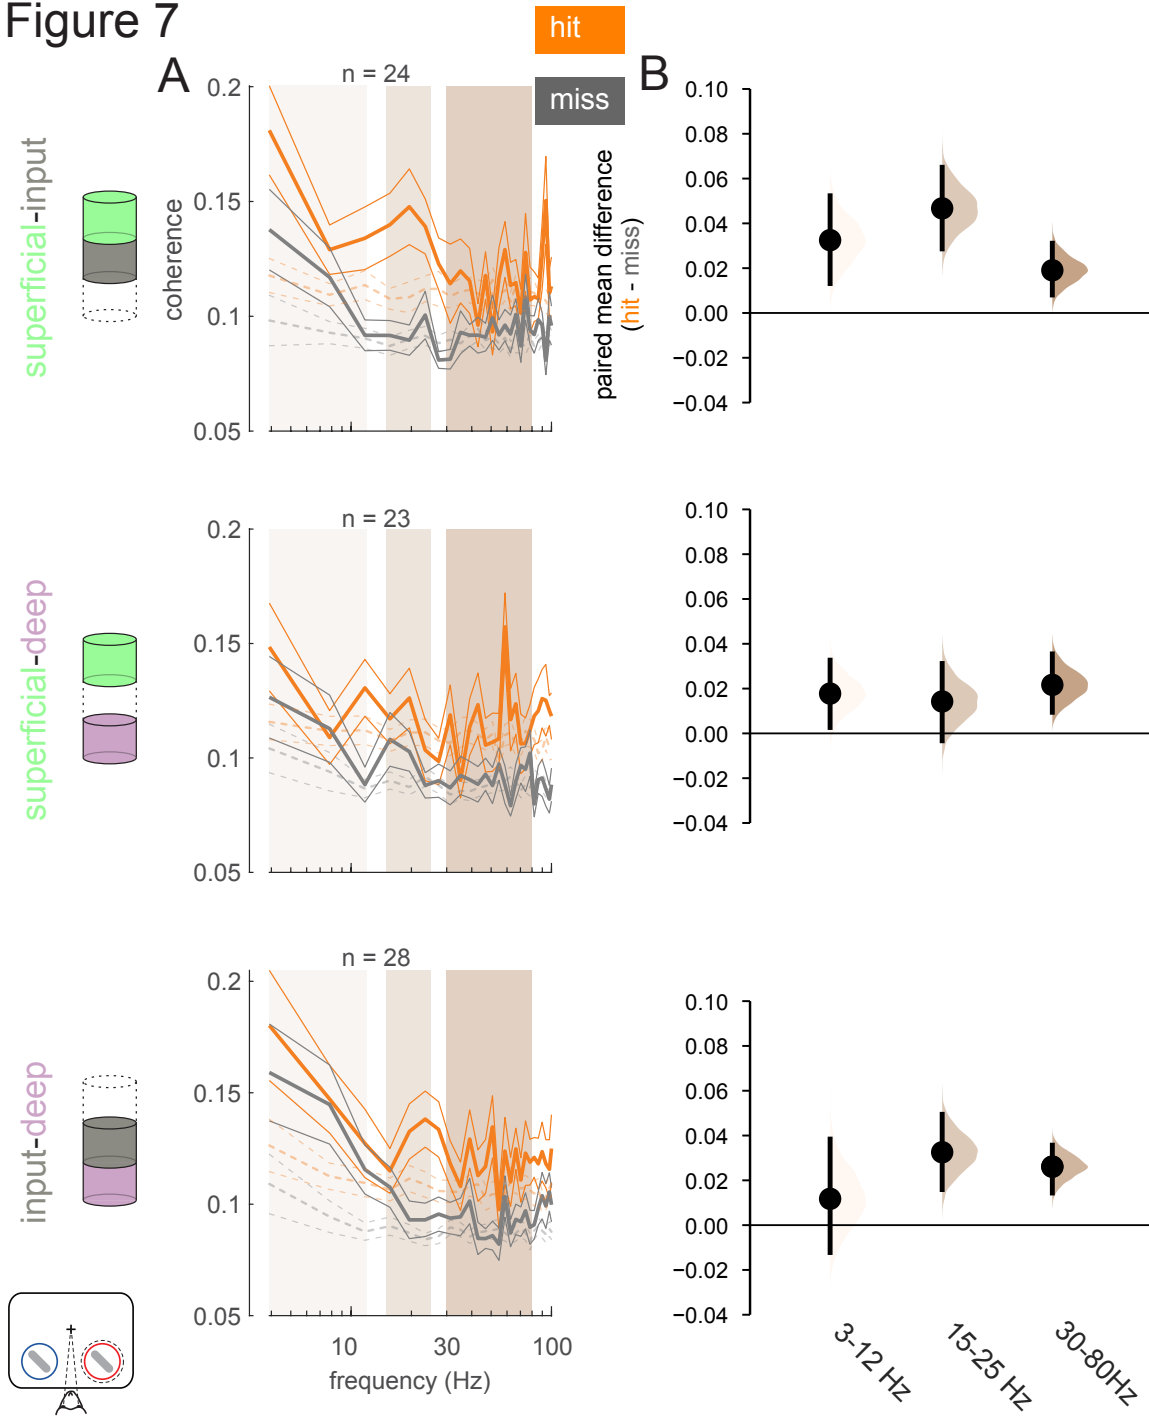 Figure 7
hit
miss
A
B
n = 24
superficial-input
coherence
0.2
0.15
0.1
0.05
paired mean difference
(hit - miss)
0.10
0.08
0.06
0.04
0.02
0.00
−0.02
−0.04
n = 23
superficial-deep
0.2
0.15
0.1
0.05
0.10
0.08
0.06
0.04
0.02
0.00
−0.02
−0.04
n = 28
input-deep
0.2
0.15
0.1
0.05
10
30
100
frequency (Hz)
0.10
0.08
0.06
0.04
0.02
0.00
−0.02
−0.04
3-12 Hz
15-25 Hz
30-80Hz